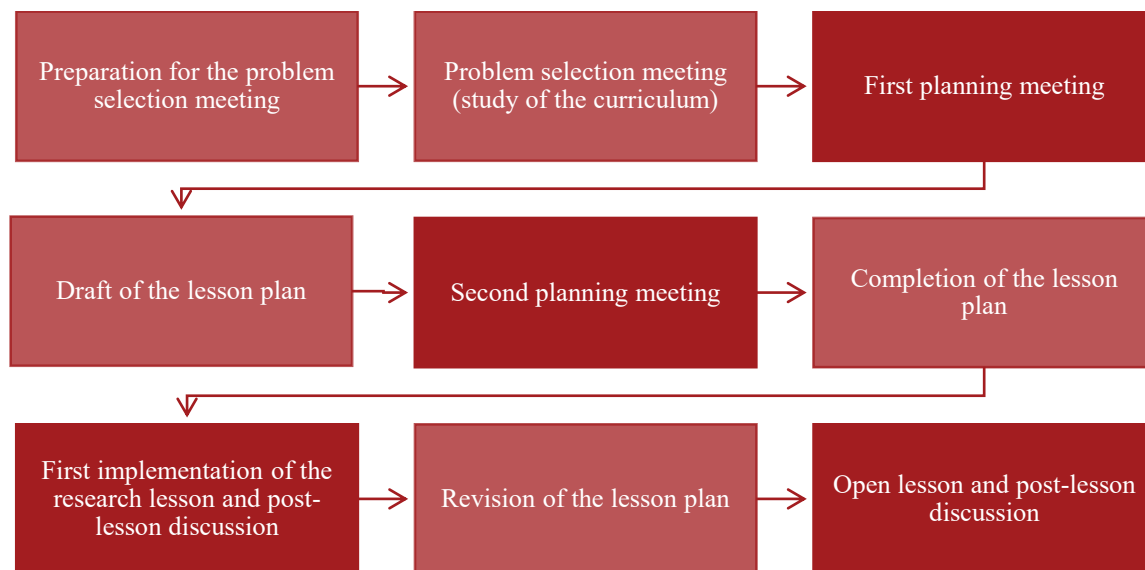 Preparation for the problem
selection meeting
Problem selection meeting
(study of the curriculum)
First planning meeting
Draft of the lesson plan
Second planning meeting
Completion of the lesson
plan
First implementation of the
research lesson and post-
lesson discussion
Revision of the lesson plan
Open lesson and post-lesson
discussion